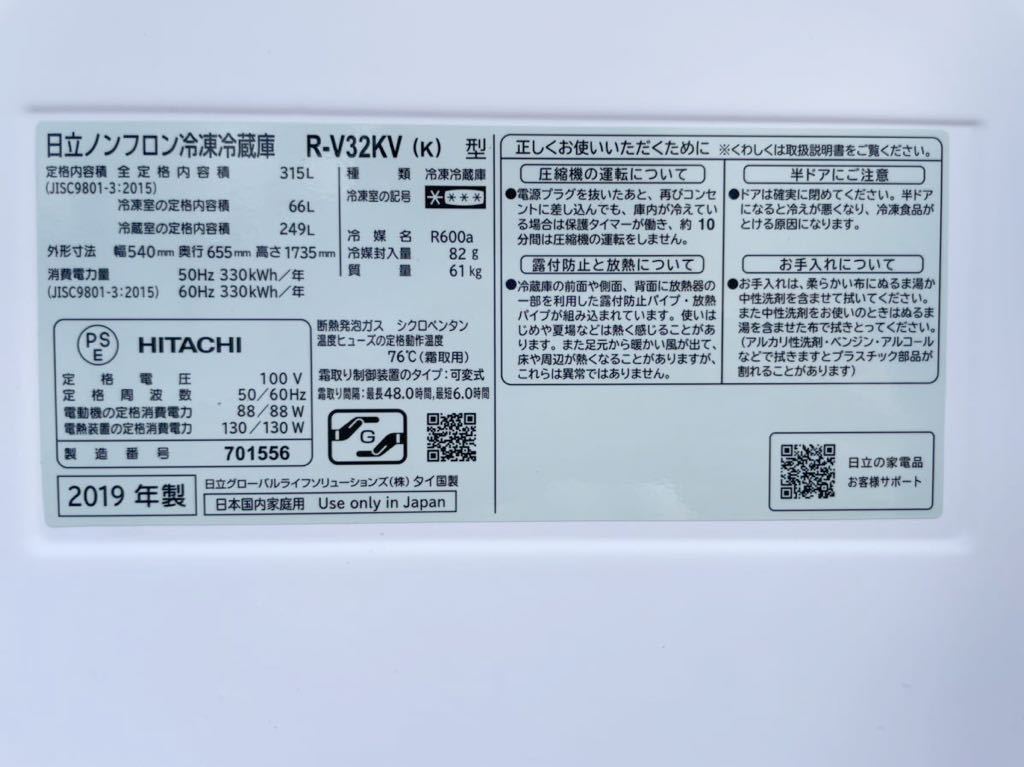 日立ノンフロン冷凍冷蔵庫 R-V32KV (K) 型
定格内容積 全定格内容積 315L
(JISC9801-3:2015)
冷凍室の定格内容積 66L
冷蔵室の定格内容積 249L
外形寸法 幅540mm 奥行655mm 高さ1735mm
消費電力量 50Hz 330kWh/年
(JISC9801-3:2015) 60Hz 330kWh/年
種類 冷凍冷蔵庫
冷凍室の記号
冷媒名 R600a
冷媒封入量 82g
質量 61kg
PS
E
HITACHI
定格電圧 100V
定格周波数 50/60Hz
電動機の定格消費電力 88/88W
電熱装置の定格消費電力 130/130W
製造番号 701556
断熱発泡ガス シクロペンタン
温度ヒューズの定格動作温度
76℃(霜取用)
霜取り制御装置のタイプ:可変式
霜取り間隔:最長48.0時間,最短6.0時間
G
2019年製
日立グローバルライフソリューションズ(株) タイ国製
日本国内家庭用 Use only in Japan
正しくお使いいただくために ※くわしくは取扱説明書をご覧ください。
圧縮機の運転について
●電源プラグを抜いたあと、再びコンセ
ントに差し込んでも、庫内が冷えてい
る場合は保護タイマーが働き、約10
分間は圧縮機の運転をしません。
露付防止と放熱について
●冷蔵庫の前面や側面、背面に放熱器の
一部を利用した露付防止パイプ・放熱
パイプが組み込まれています。使いは
じめや夏場などは熱く感じることがあり
ます。また足元から暖かい風が出て、
床や周辺が熱くなることがありますが、
これらは異常ではありません。
半ドアにご注意
●ドアは確実に閉めてください。半ドア
になると冷えが悪くなり、冷凍食品が
とける原因になります。
お手入れについて
●お手入れは、柔らかい布にぬるま湯か
中性洗剤を含ませて拭いてください。
また中性洗剤をお使いのときはぬるま
湯を含ませた布で拭きとってください。
(アルカリ性洗剤・ベンジン・アルコール
などで拭きますとプラスチック部品が
割れることがあります)
日立の家電品
お客様サポート